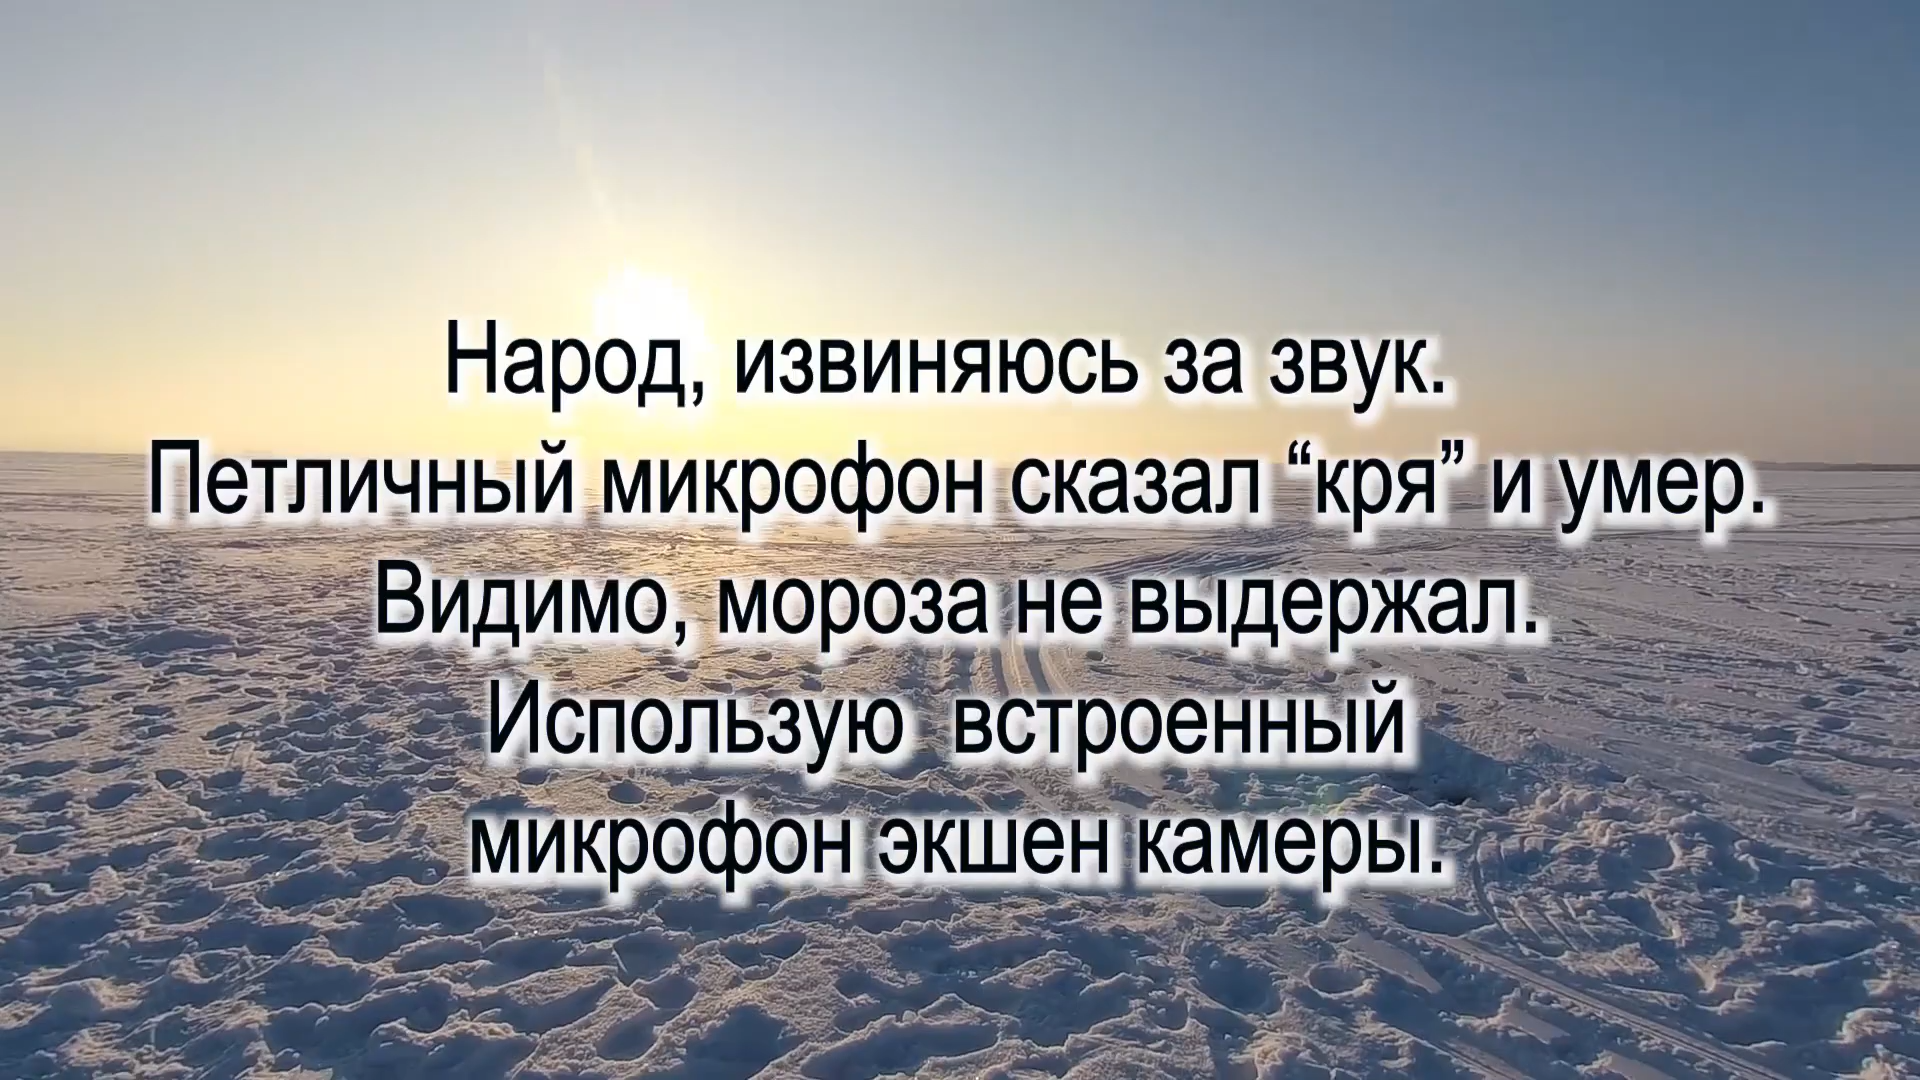 Народ, извиняюсь за звук.
Петличный микрофон сказал “кря” и умер.
Видимо, мороза не выдержал.
Использую  встроенный
микрофон экшен камеры.